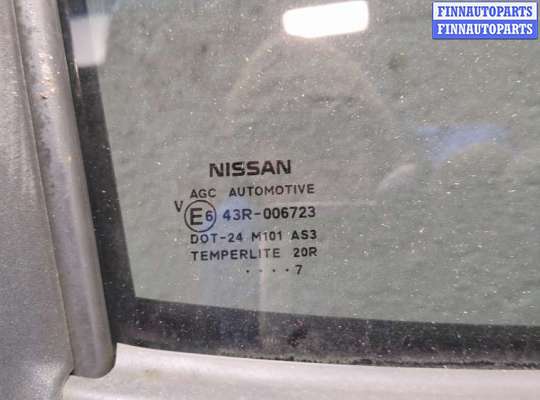 FINNAUTOPARTS
FINNAUTOPARTS
NISSAN
AGC AUTOMOTIVE
V E6 43R-006723
DOT-24 M101 AS3
TEMPERLITE 20R
....7